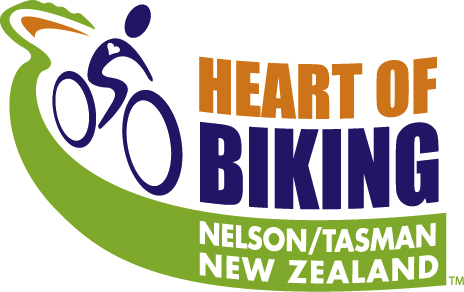 HEART OF
BIKING
NELSON/TASMAN
NEW ZEALAND
TM